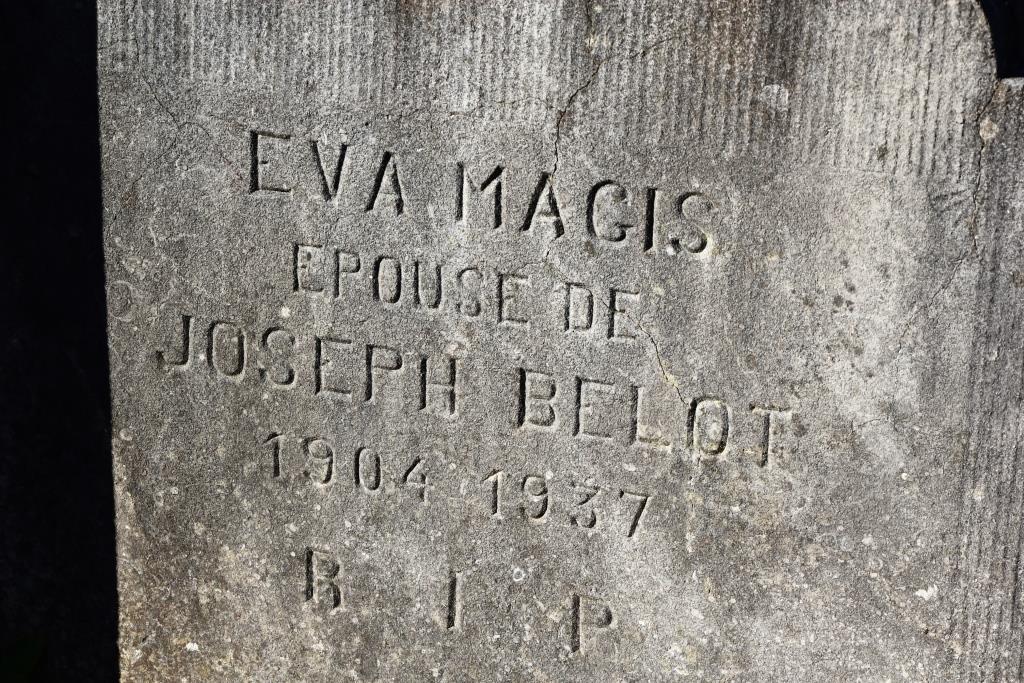 EVA MAGIS
EPOUSE DE
JOSEPH BELOT
1904 1937
R I P